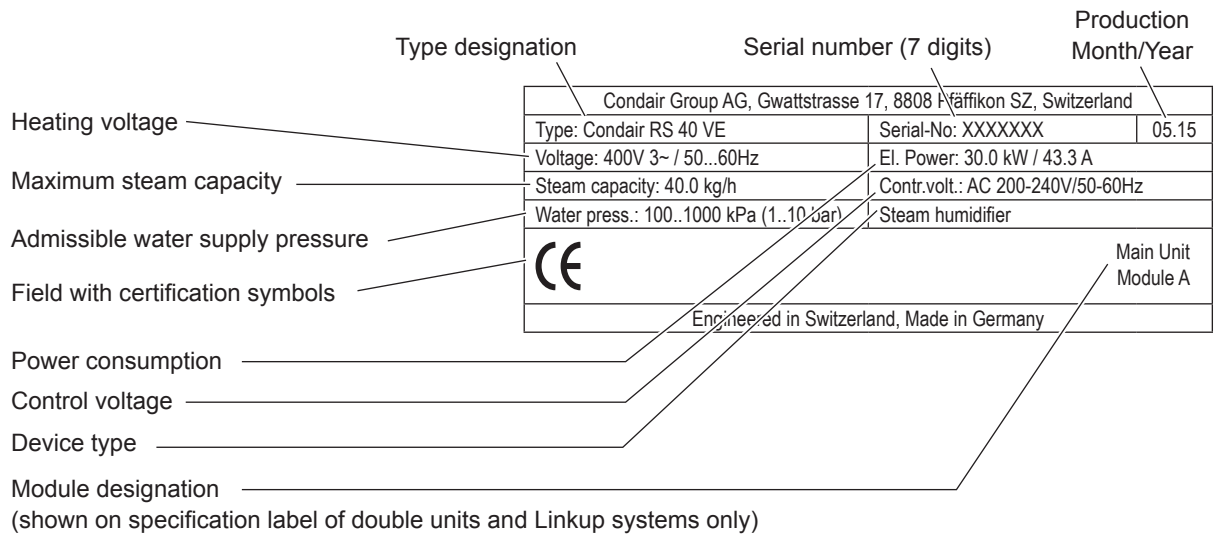 Production
Month/Year
Type designation
Serial number (7 digits)
Condair Group AG, Gwattstrasse 17, 8808 Pfäffikon SZ, Switzerland
Heating voltage
Type: Condair RS 40 VE
Serial-No: XXXXXXX
05.15
Voltage: 400V 3~ / 50...60Hz
El. Power: 30.0 kW / 43.3 A
Maximum steam capacity
Steam capacity: 40.0 kg/h
Contr.volt.: AC 200-240V/50-60Hz
Water press.: 100..1000 kPa (1..10 bar)
Steam humidifier
Admissible water supply pressure
CE
Main Unit
Module A
Field with certification symbols
Engineered in Switzerland, Made in Germany
Power consumption
Control voltage
Device type
Module designation
(shown on specification label of double units and Linkup systems only)